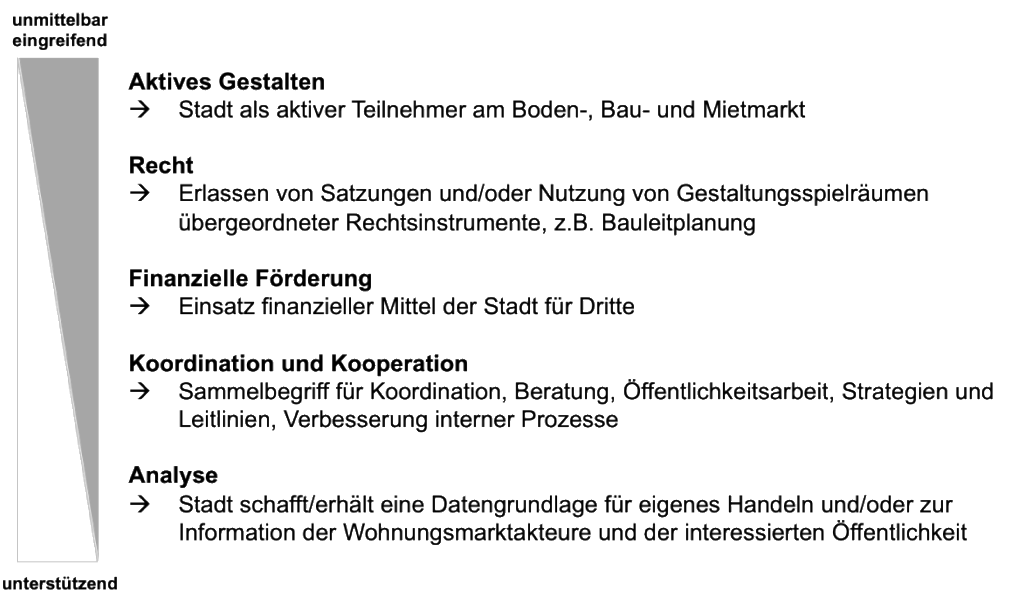 unmittelbar
eingreifend
Aktives Gestalten
→ Stadt als aktiver Teilnehmer am Boden-, Bau- und Mietmarkt
Recht
→ Erlassen von Satzungen und/oder Nutzung von Gestaltungsspielräumen
übergeordneter Rechtsinstrumente, z.B. Bauleitplanung
Finanzielle Förderung
→ Einsatz finanzieller Mittel der Stadt für Dritte
Koordination und Kooperation
→ Sammelbegriff für Koordination, Beratung, Öffentlichkeitsarbeit, Strategien und
Leitlinien, Verbesserung interner Prozesse
Analyse
→ Stadt schafft/erhält eine Datengrundlage für eigenes Handeln und/oder zur
Information der Wohnungsmarktakteure und der interessierten Öffentlichkeit
unterstützend